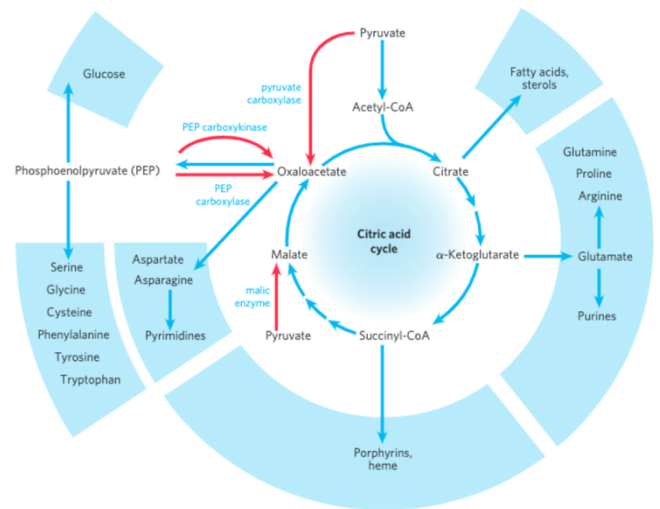 Pyruvate
Glucose
Fatty acids,
sterols
pyruvate
carboxylase
Acetyl-CoA
PEP carboxykinase
Glutamine
Phosphoenolpyruvate (PEP)
Oxaloacetate
Citrate
Proline
PEP
carboxylase
Arginine
Citric acid
cycle
Aspartate
Asparagine
Malate
α-Ketoglutarate
Glutamate
Serine
Glycine
Cysteine
Phenylalanine
Tyrosine
Tryptophan
malic
enzyme
Pyrimidines
Pyruvate
Succinyl-CoA
Purines
Porphyrins,
heme